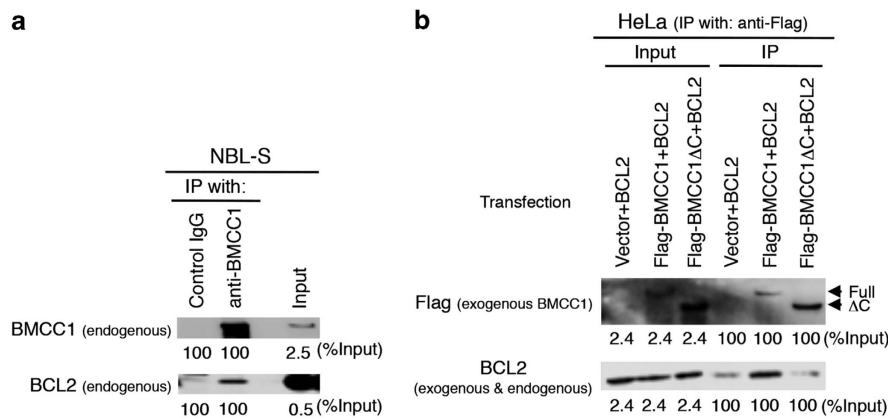 a
NBL-S
IP with:
Control IgG
anti-BMCC1
Input
BMCC1 (endogenous)
100 100 2.5 (%Input)
BCL2 (endogenous)
100 100 0.5 (%Input)
b
HeLa (IP with: anti-Flag)
Input IP
Transfection
Vector+BCL2
Flag-BMCC1+BCL2
Flag-BMCC1ΔC+BCL2
Vector+BCL2
Flag-BMCC1+BCL2
Flag-BMCC1ΔC+BCL2
Flag (exogenous BMCC1)
Full
ΔC
2.4 2.4 2.4 100 100 100 (%Input)
BCL2
(exogenous & endogenous)
2.4 2.4 2.4 100 100 100 (%Input)